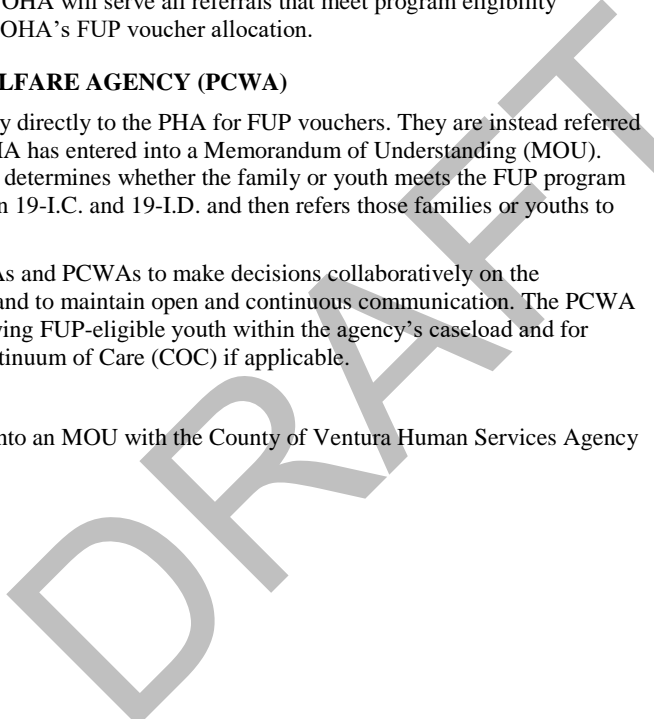 OHA will serve all referrals that meet program eligibility
OHA's FUP voucher allocation.
LFARE AGENCY (PCWA)
y directly to the PHA for FUP vouchers. They are instead referred
HA has entered into a Memorandum of Understanding (MOU).
determines whether the family or youth meets the FUP program
n 19-I.C. and 19-I.D. and then refers those families or youths to
As and PCWAs to make decisions collaboratively on the
and to maintain open and continuous communication. The PCWA
ying FUP-eligible youth within the agency's caseload and for
tinuum of Care (COC) if applicable.
nto an MOU with the County of Ventura Human Services Agency
DRAFT